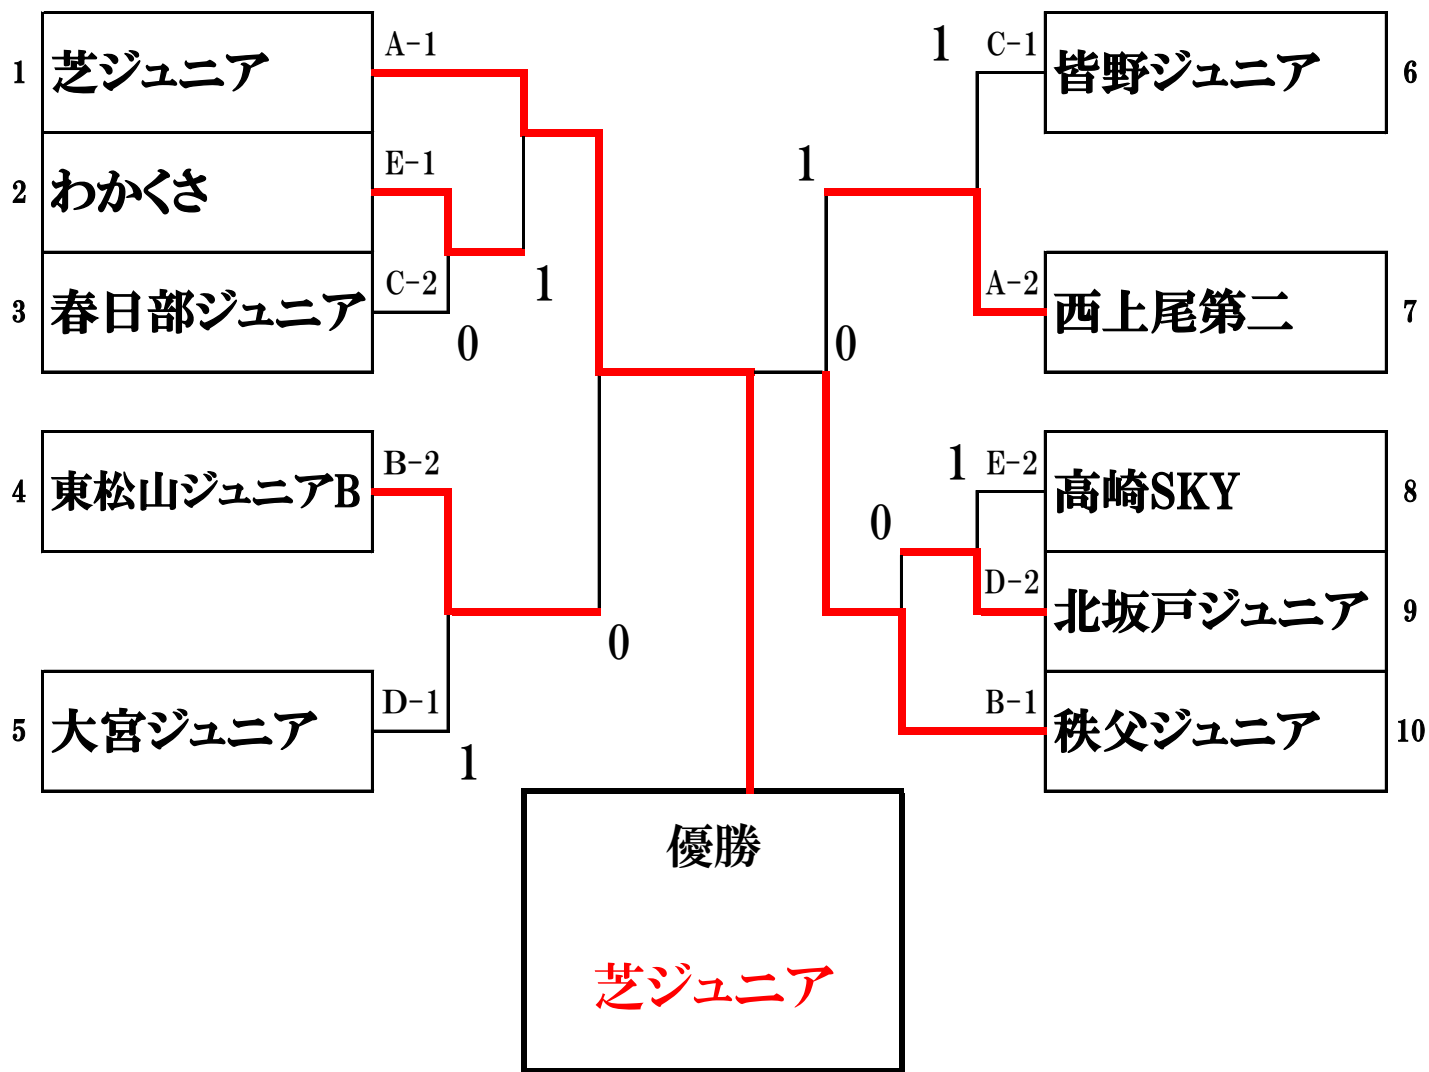 1 芝ジュニア A-1
2 わかくさ E-1
3 春日部ジュニア C-2
0
1
4 東松山ジュニアB B-2
0
5 大宮ジュニア D-1
1
1 C-1 皆野ジュニア 6
1
A-2 西上尾第二 7
0
1 E-2 高崎SKY 8
0
D-2 北坂戸ジュニア 9
B-1 秩父ジュニア 10
優勝
芝ジュニア